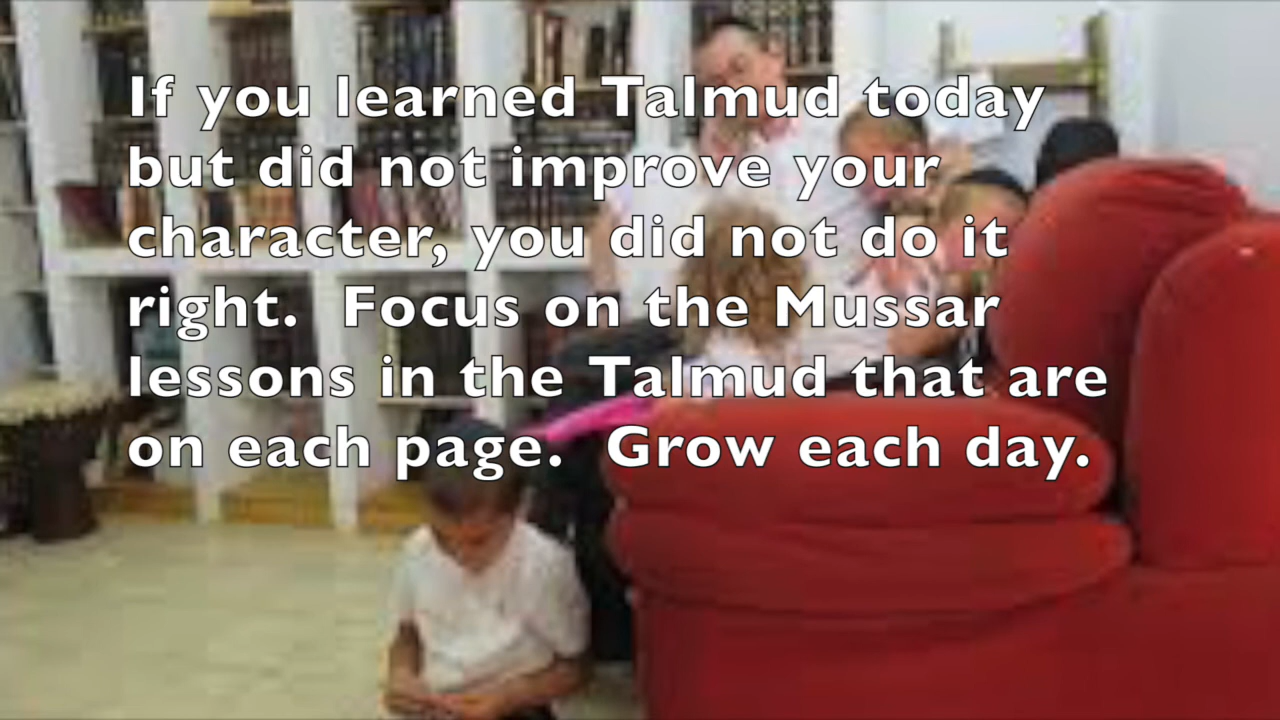 If you learned Talmud today
but did not improve your
character, you did not do it
right.  Focus on the Mussar
lessons in the Talmud that are
on each page.  Grow each day.